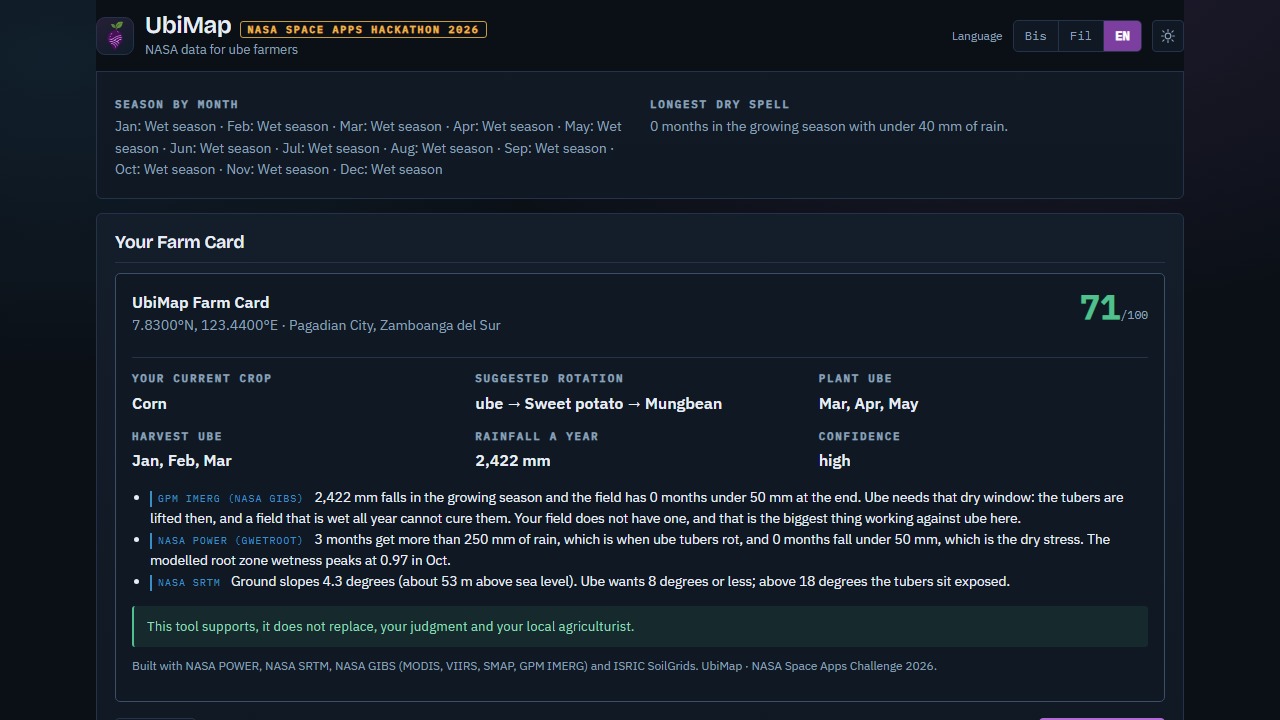 UbiMap NASA SPACE APPS HACKATHON 2026
NASA data for ube farmers
Language Bis Fil EN
SEASON BY MONTH
Jan: Wet season · Feb: Wet season · Mar: Wet season · Apr: Wet season · May: Wet
season · Jun: Wet season · Jul: Wet season · Aug: Wet season · Sep: Wet season ·
Oct: Wet season · Nov: Wet season · Dec: Wet season
LONGEST DRY SPELL
0 months in the growing season with under 40 mm of rain.
Your Farm Card
UbiMap Farm Card
7.8300°N, 123.4400°E · Pagadian City, Zamboanga del Sur
71/100
YOUR CURRENT CROP
Corn
SUGGESTED ROTATION
ube → Sweet potato → Mungbean
PLANT UBE
Mar, Apr, May
HARVEST UBE
Jan, Feb, Mar
RAINFALL A YEAR
2,422 mm
CONFIDENCE
high
GPM IMERG (NASA GIBS) 2,422 mm falls in the growing season and the field has 0 months under 50 mm at the end. Ube needs that dry window: the tubers are
lifted then, and a field that is wet all year cannot cure them. Your field does not have one, and that is the biggest thing working against ube here.
NASA POWER (GWETROOT) 3 months get more than 250 mm of rain, which is when ube tubers rot, and 0 months fall under 50 mm, which is the dry stress. The
modelled root zone wetness peaks at 0.97 in Oct.
NASA SRTM Ground slopes 4.3 degrees (about 53 m above sea level). Ube wants 8 degrees or less; above 18 degrees the tubers sit exposed.
This tool supports, it does not replace, your judgment and your local agriculturist.
Built with NASA POWER, NASA SRTM, NASA GIBS (MODIS, VIIRS, SMAP, GPM IMERG) and ISRIC SoilGrids. UbiMap · NASA Space Apps Challenge 2026.